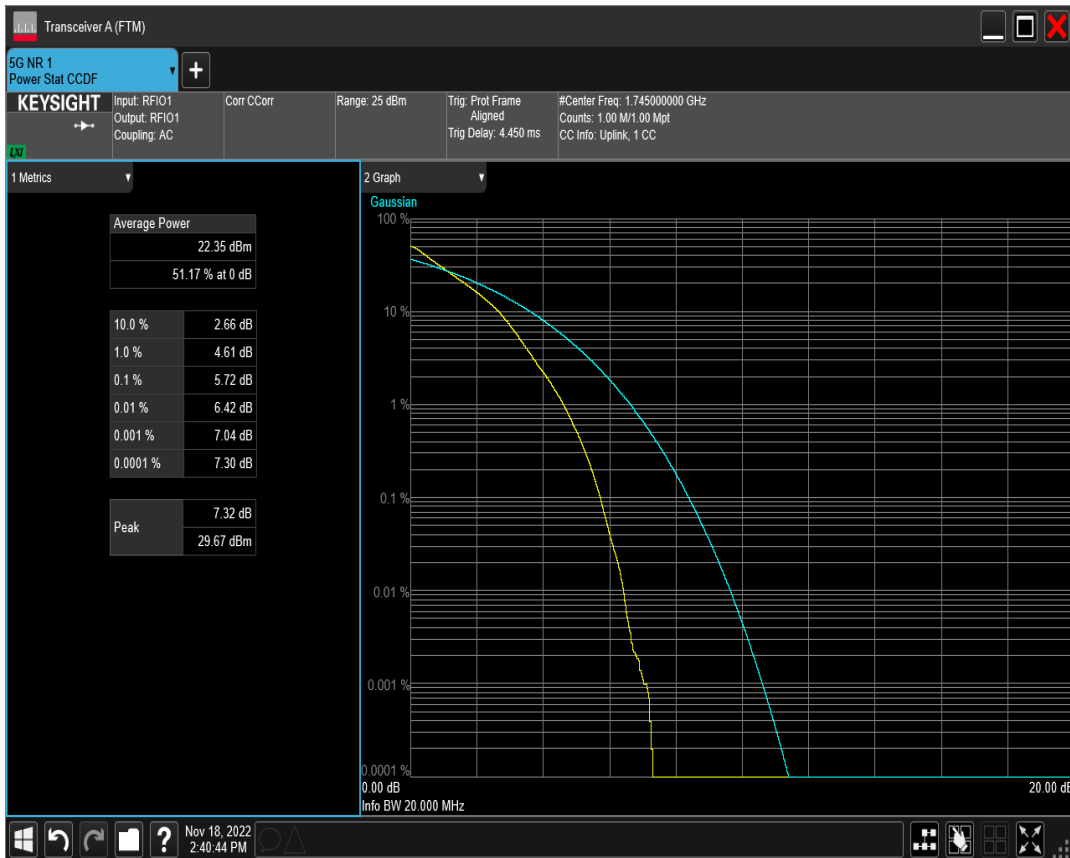 Transceiver A (FTM)
5G NR 1
Power Stat CCDF
+
KEYSIGHT
LXI
Input: RFIO1
Output: RFIO1
Coupling: AC
Corr CCorr
Range: 25 dBm
Trig: Prot Frame
Aligned
Trig Delay: 4.450 ms
#Center Freq: 1.745000000 GHz
Counts: 1.00 M/1.00 Mpt
CC Info: Uplink, 1 CC
1 Metrics
Average Power
22.35 dBm
51.17 % at 0 dB
10.0 % 2.66 dB
1.0 % 4.61 dB
0.1 % 5.72 dB
0.01 % 6.42 dB
0.001 % 7.04 dB
0.0001 % 7.30 dB
Peak
7.32 dB
29.67 dBm
2 Graph
Gaussian
100 %
10 %
1 %
0.1 %
0.01 %
0.001 %
0.0001 %
0.00 dB 20.00 dB
Info BW 20.000 MHz
?
Nov 18, 2022
2:40:44 PM